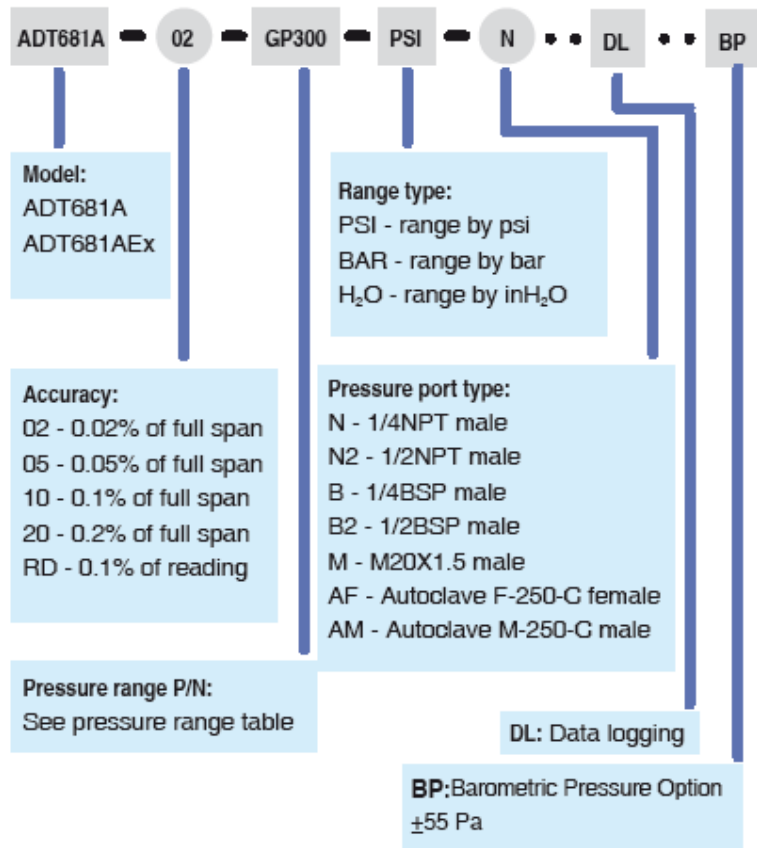 ADT681A - 02 - GP300 - PSI - N •• DL •• BP
Model:
ADT681A
ADT681AEx
Range type:
PSI - range by psi
BAR - range by bar
H₂O - range by inH₂O
Accuracy:
02 - 0.02% of full span
05 - 0.05% of full span
10 - 0.1% of full span
20 - 0.2% of full span
RD - 0.1% of reading
Pressure port type:
N - 1/4NPT male
N2 - 1/2NPT male
B - 1/4BSP male
B2 - 1/2BSP male
M - M20X1.5 male
AF - Autoclave F-250-C female
AM - Autoclave M-250-C male
Pressure range P/N:
See pressure range table
DL: Data logging
BP:Barometric Pressure Option
±55 Pa